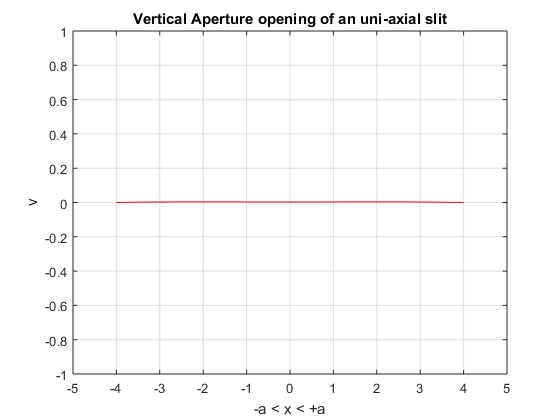 Vertical Aperture opening of an uni-axial slit
1
0.8
0.6
0.4
0.2
0
-0.2
-0.4
-0.6
-0.8
-1
v
-5 -4 -3 -2 -1 0 1 2 3 4 5
-a < x < +a